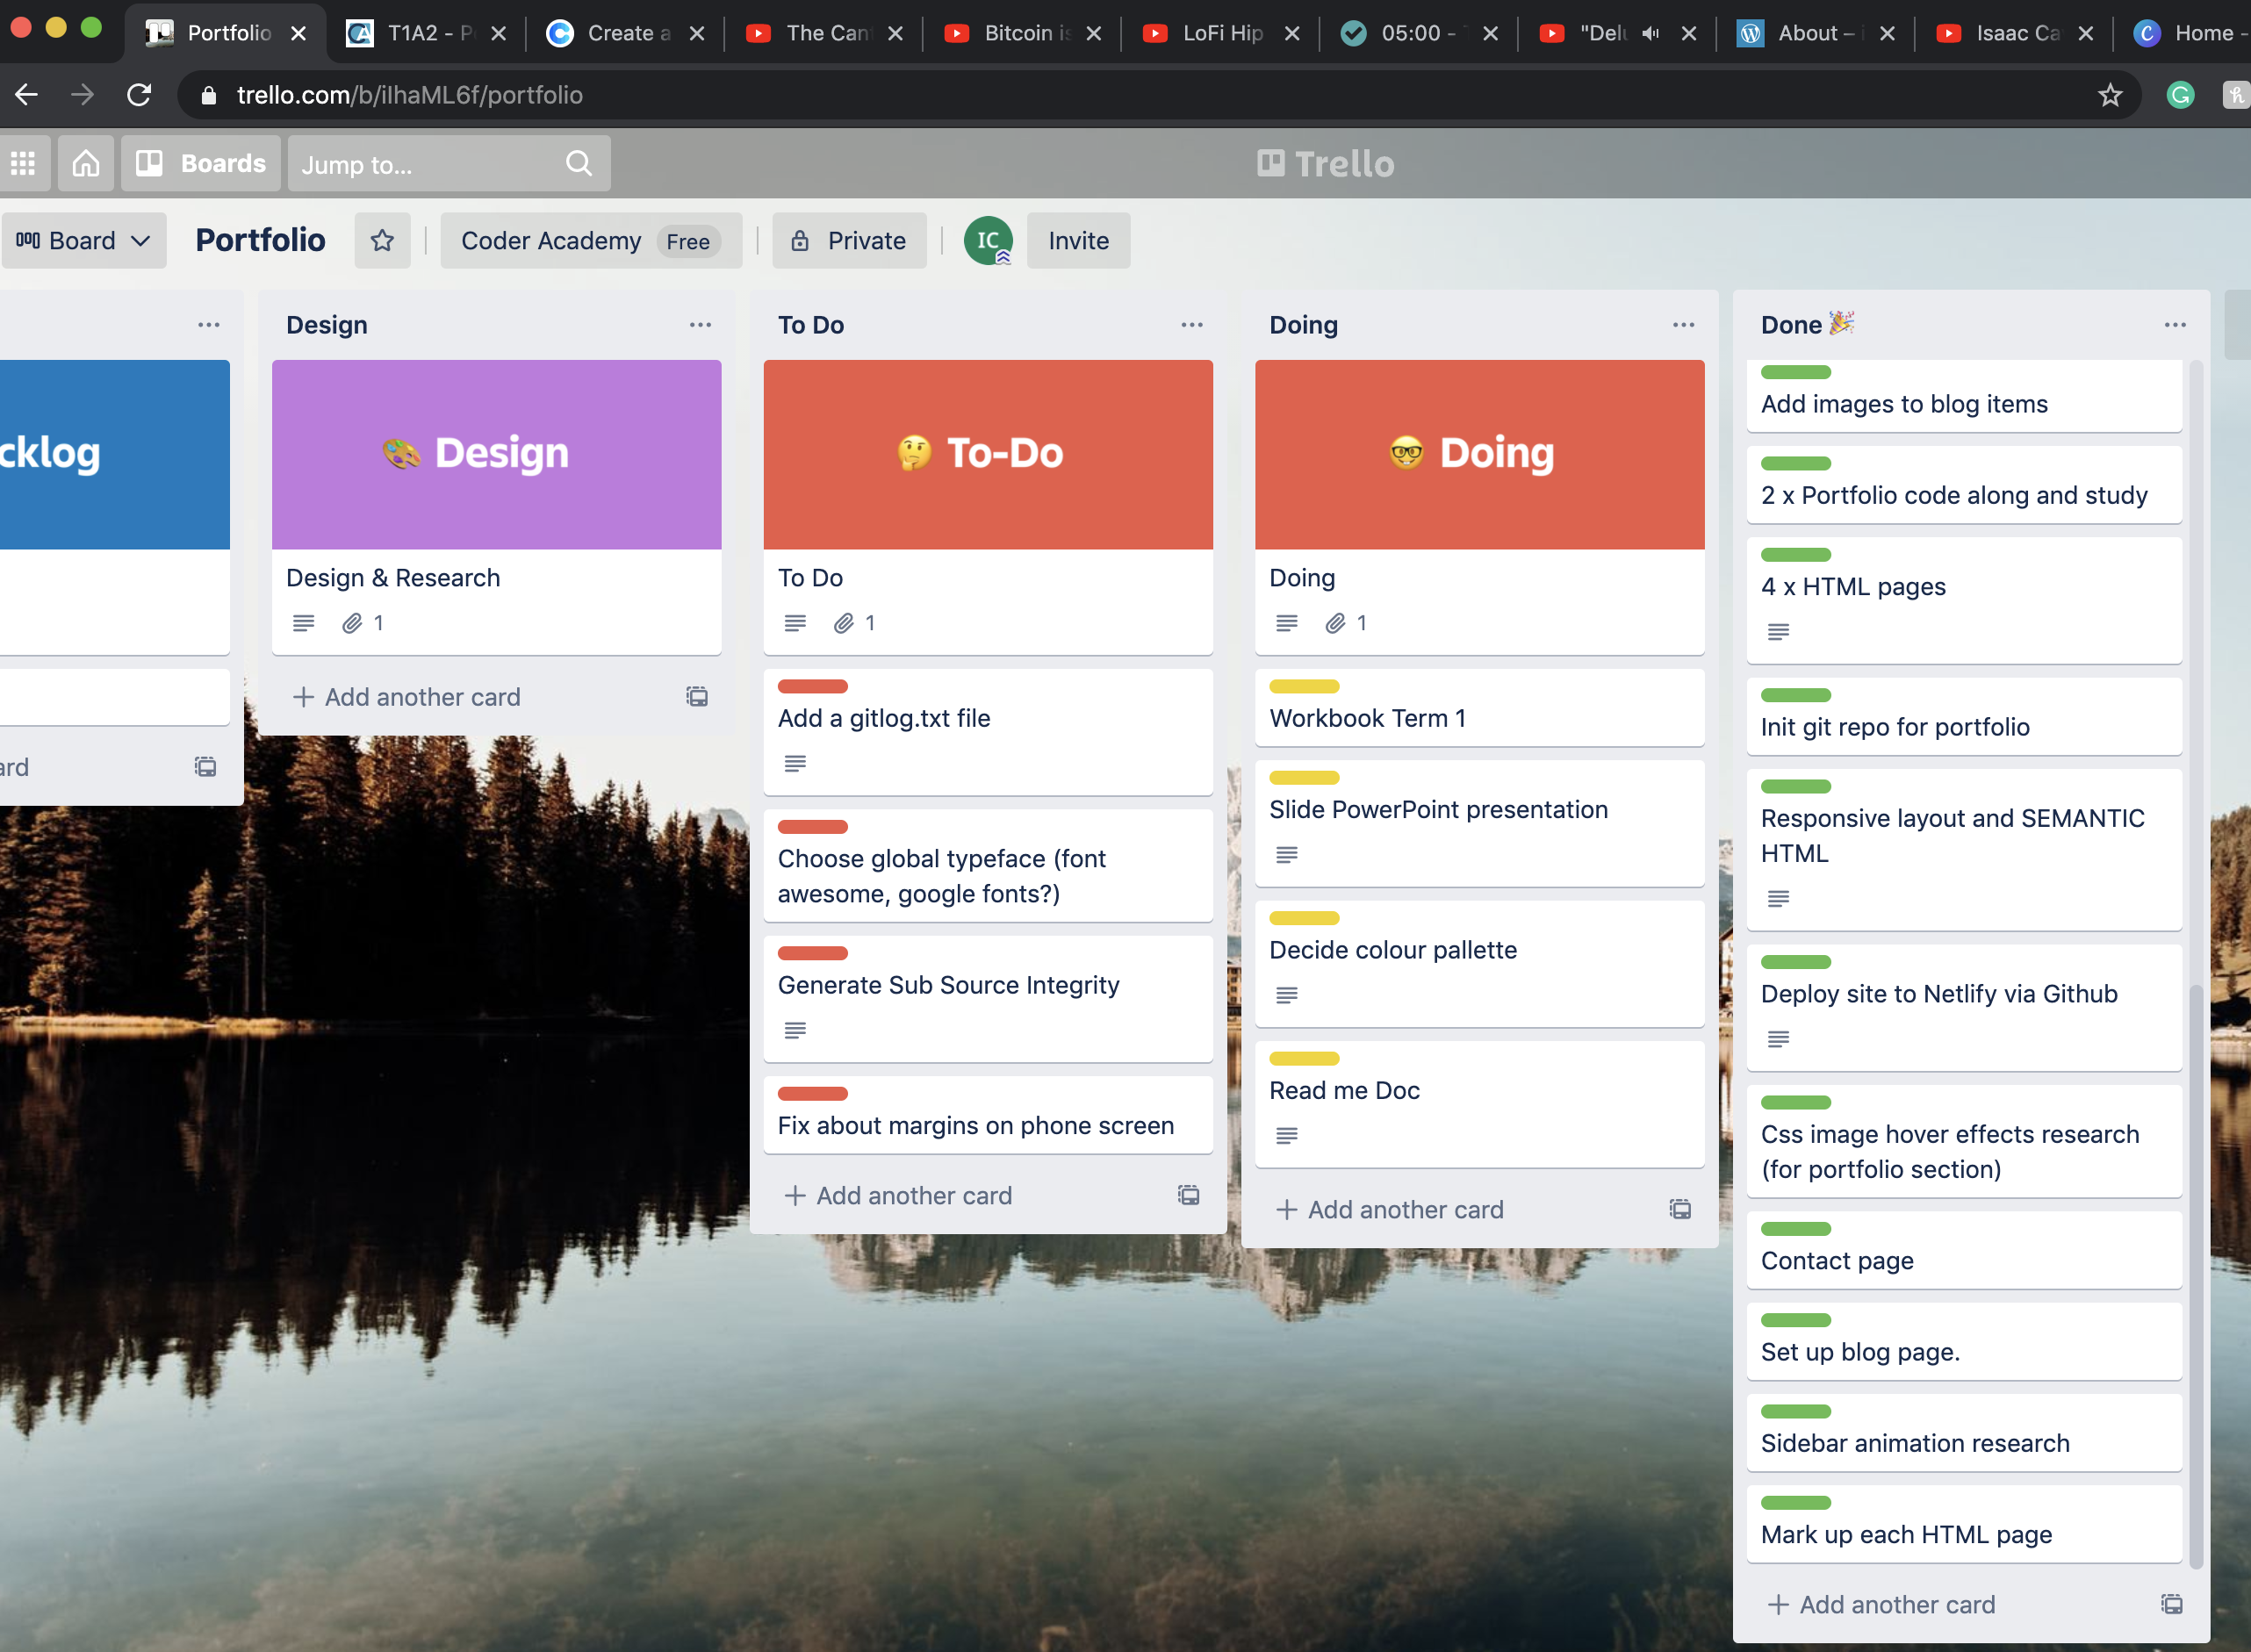 Portfolio
T1A2 - P
Create a
The Can
Bitcoin is
LoFi Hip
05:00 -
"Delu
About –
Isaac Ca
Home -
trello.com/b/iIhaML6f/portfolio
Boards
Jump to...
Trello
Board
Portfolio
Coder Academy Free
Private
IC
Invite
cklog
ard
Design
Design
Design & Research
1
Add another card
To Do
To-Do
To Do
1
Add a gitlog.txt file
Choose global typeface (font
awesome, google fonts?)
Generate Sub Source Integrity
Fix about margins on phone screen
Add another card
Doing
Doing
Doing
1
Workbook Term 1
Slide PowerPoint presentation
Decide colour pallette
Read me Doc
Add another card
Done 🎉
Add images to blog items
2 x Portfolio code along and study
4 x HTML pages
Init git repo for portfolio
Responsive layout and SEMANTIC
HTML
Deploy site to Netlify via Github
Css image hover effects research
(for portfolio section)
Contact page
Set up blog page.
Sidebar animation research
Mark up each HTML page
Add another card